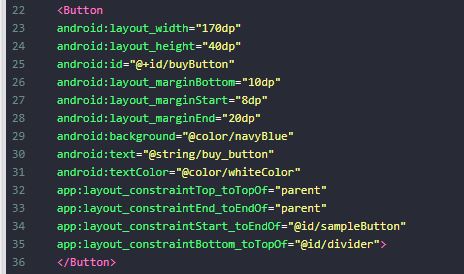 22 <Button
23 android:layout_width="170dp"
24 android:layout_height="40dp"
25 android:id="@+id/buyButton"
26 android:layout_marginBottom="10dp"
27 android:layout_marginStart="8dp"
28 android:layout_marginEnd="20dp"
29 android:background="@color/navyBlue"
30 android:text="@string/buy_button"
31 android:textColor="@color/whiteColor"
32 app:layout_constraintTop_toTopOf="parent"
33 app:layout_constraintEnd_toEndOf="parent"
34 app:layout_constraintStart_toEndOf="@id/sampleButton"
35 app:layout_constraintBottom_toTopOf="@id/divider">
36 </Button>